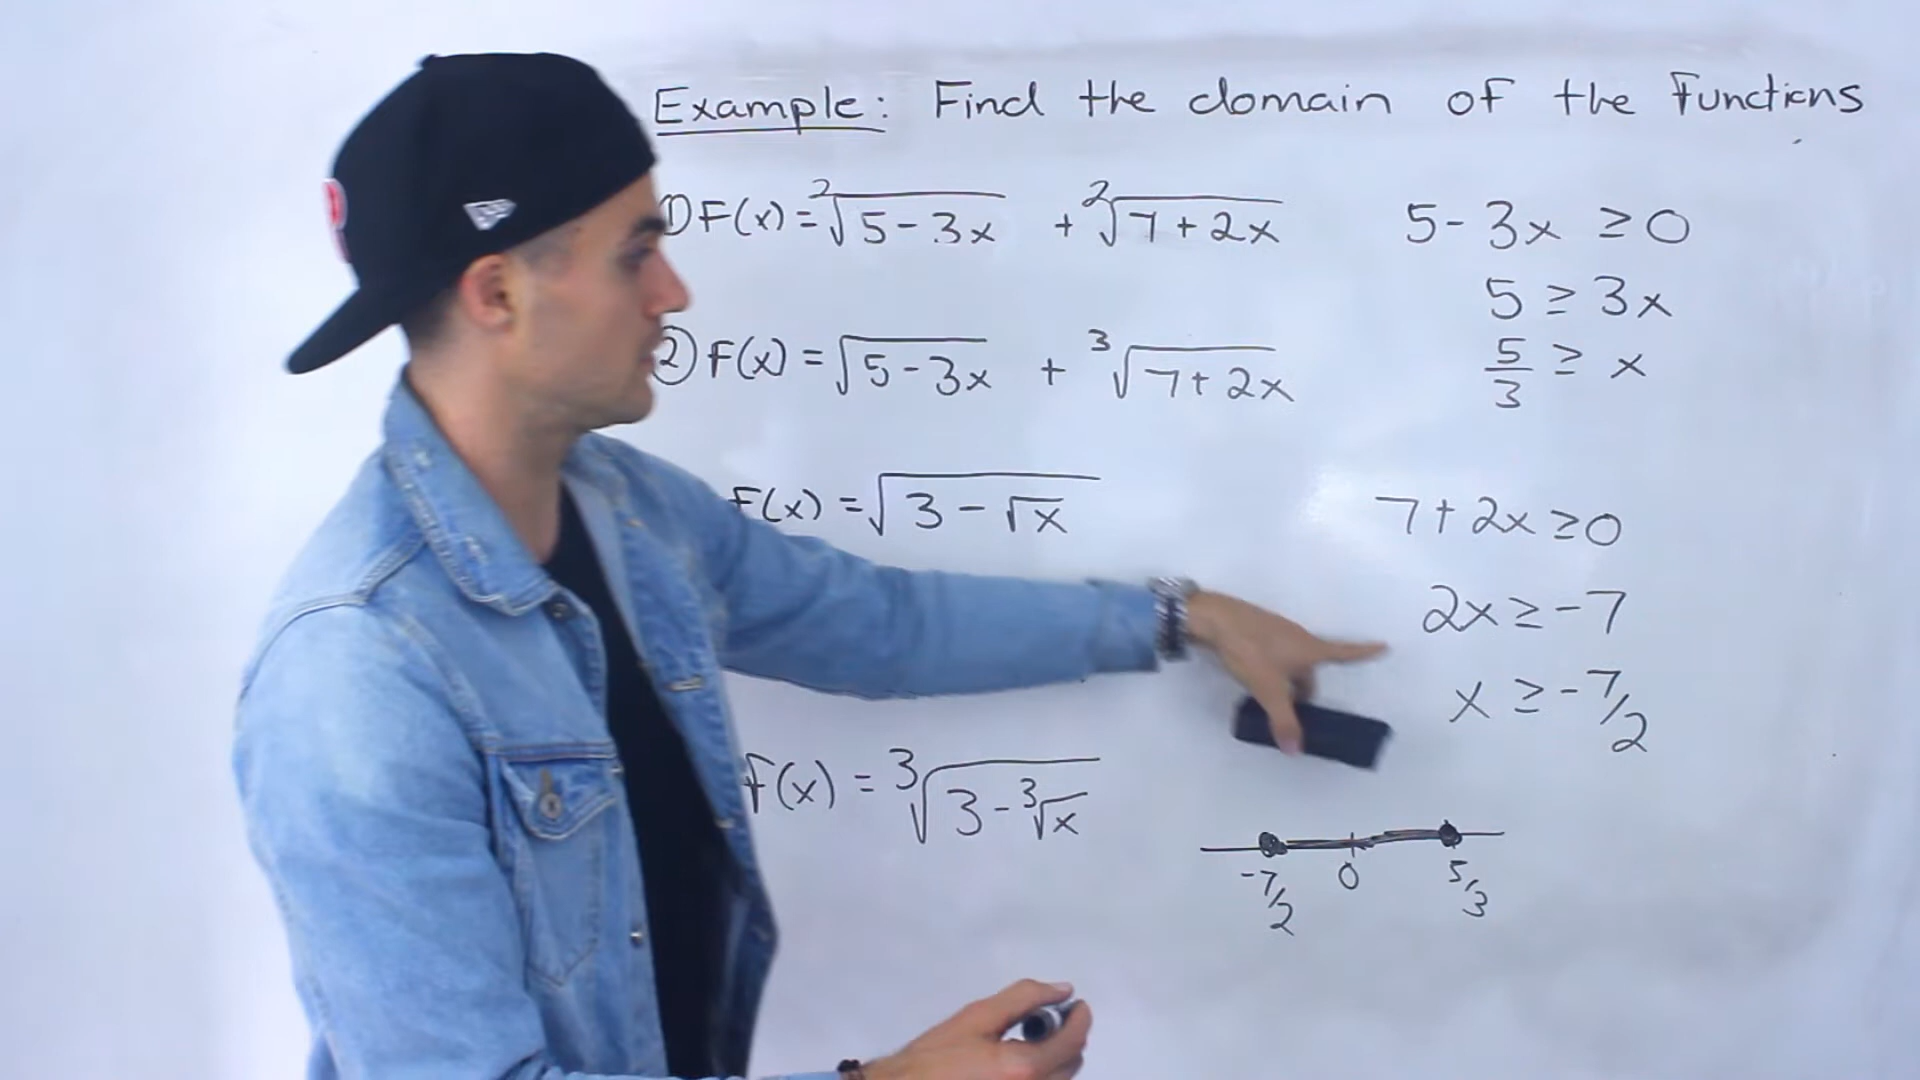 Example: Find the domain of the functions
① F(x) = ²√(5-3x) + ²√(7+2x)
② F(x) = √(5-3x) + ³√(7+2x)
F(x) = √(3-√x)
F(x) = ³√(3-³√x)
5-3x ≥ 0
5 ≥ 3x
5/3 ≥ x
7+2x ≥ 0
2x ≥ -7
x ≥ -7/2
-7/2 0 5/3